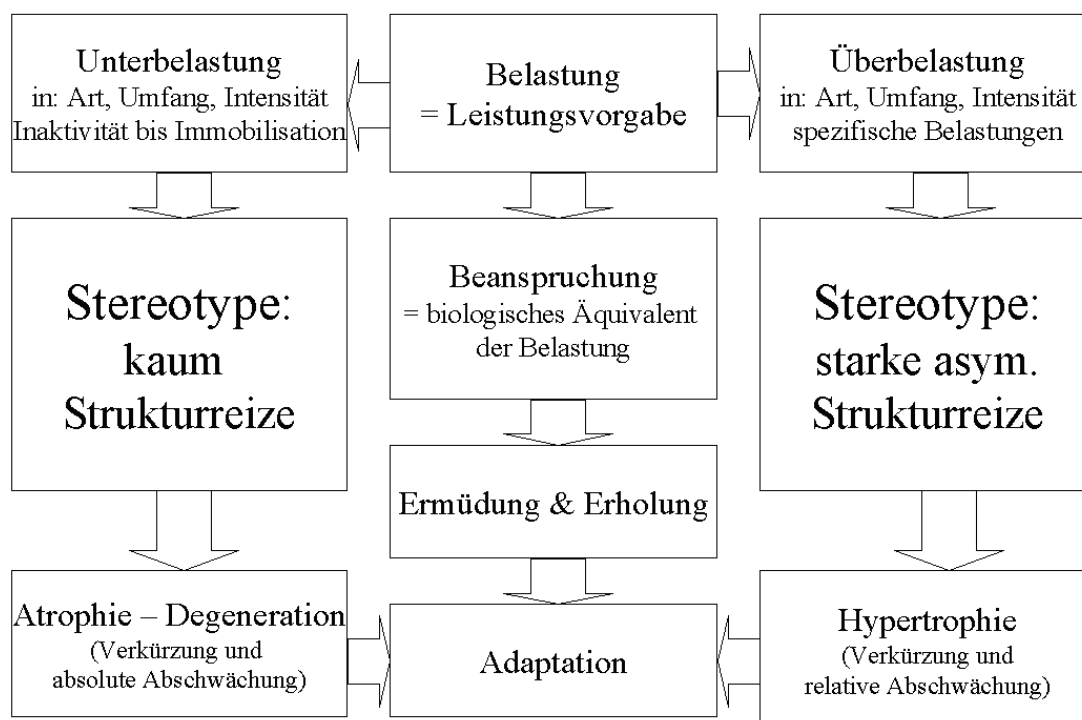 Unterbelastung
in: Art, Umfang, Intensität
Inaktivität bis Immobilisation
Belastung
= Leistungsvorgabe
Überbelastung
in: Art, Umfang, Intensität
spezifische Belastungen
Stereotype:
kaum
Strukturreize
Beanspruchung
= biologisches Äquivalent
der Belastung
Stereotype:
starke asym.
Strukturreize
Ermüdung & Erholung
Atrophie – Degeneration
(Verkürzung und
absolute Abschwächung)
Adaptation
Hypertrophie
(Verkürzung und
relative Abschwächung)